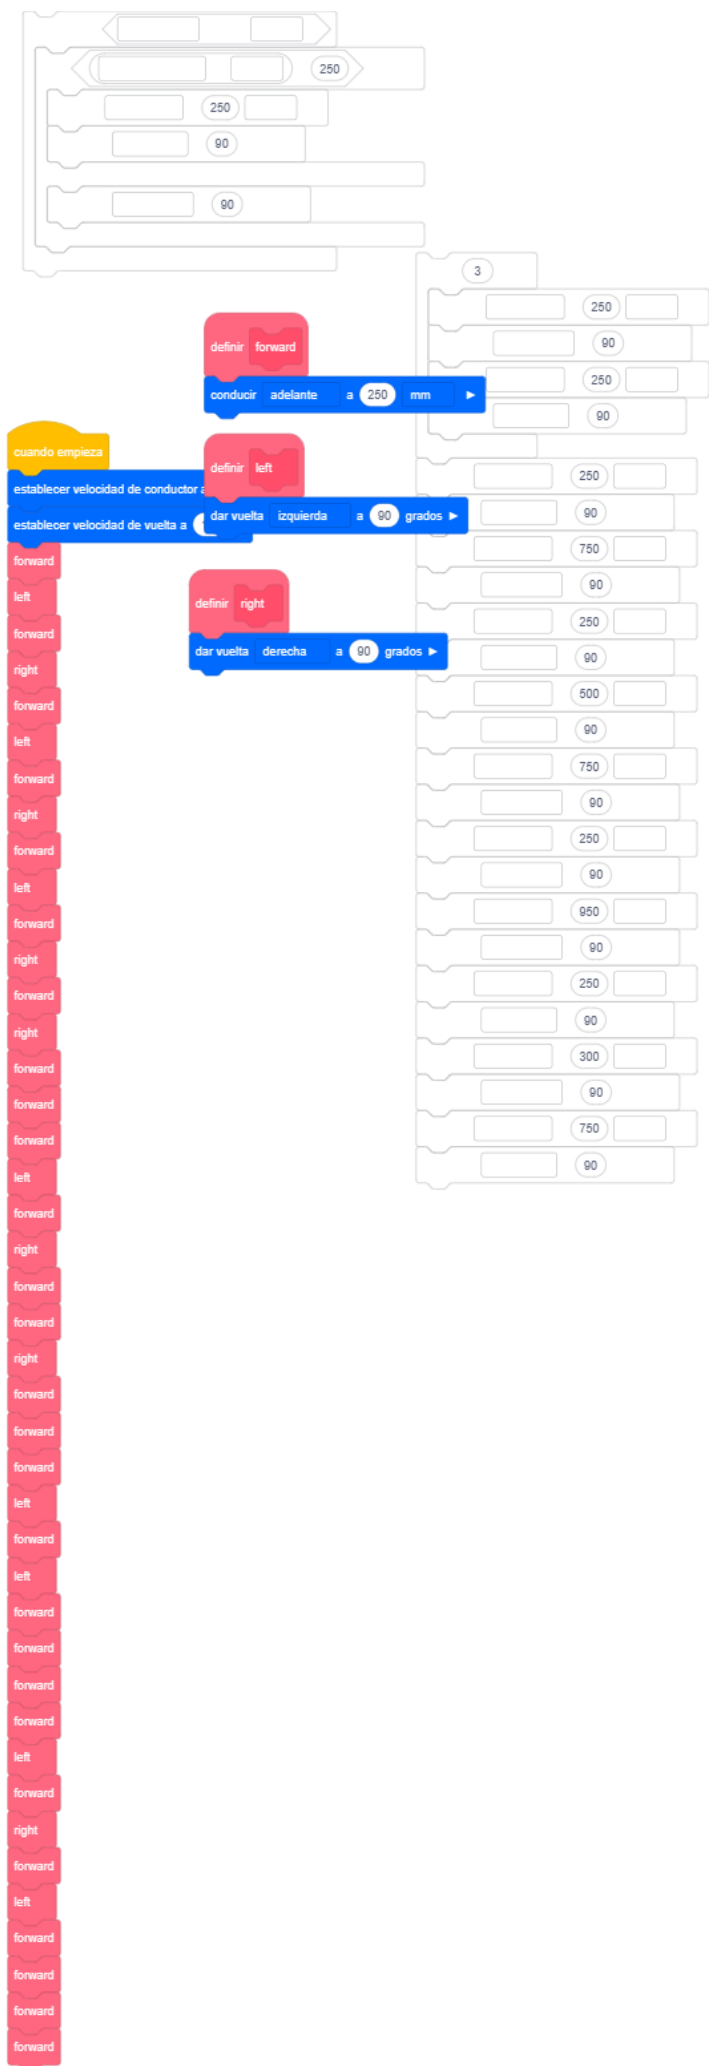 250
250
90
90
3
250
90
250
90
definir forward
conducir adelante a 250 mm
cuando empieza
establecer velocidad de conductor a
establecer velocidad de vuelta a
definir left
dar vuelta izquierda a 90 grados
definir right
dar vuelta derecha a 90 grados
forward
left
forward
right
forward
left
forward
right
forward
left
forward
right
forward
right
forward
forward
forward
left
forward
right
forward
forward
right
forward
forward
forward
left
forward
left
forward
forward
forward
forward
left
forward
right
forward
left
forward
forward
forward
forward
250
90
750
90
250
90
500
90
750
90
250
90
950
90
250
90
300
90
750
90